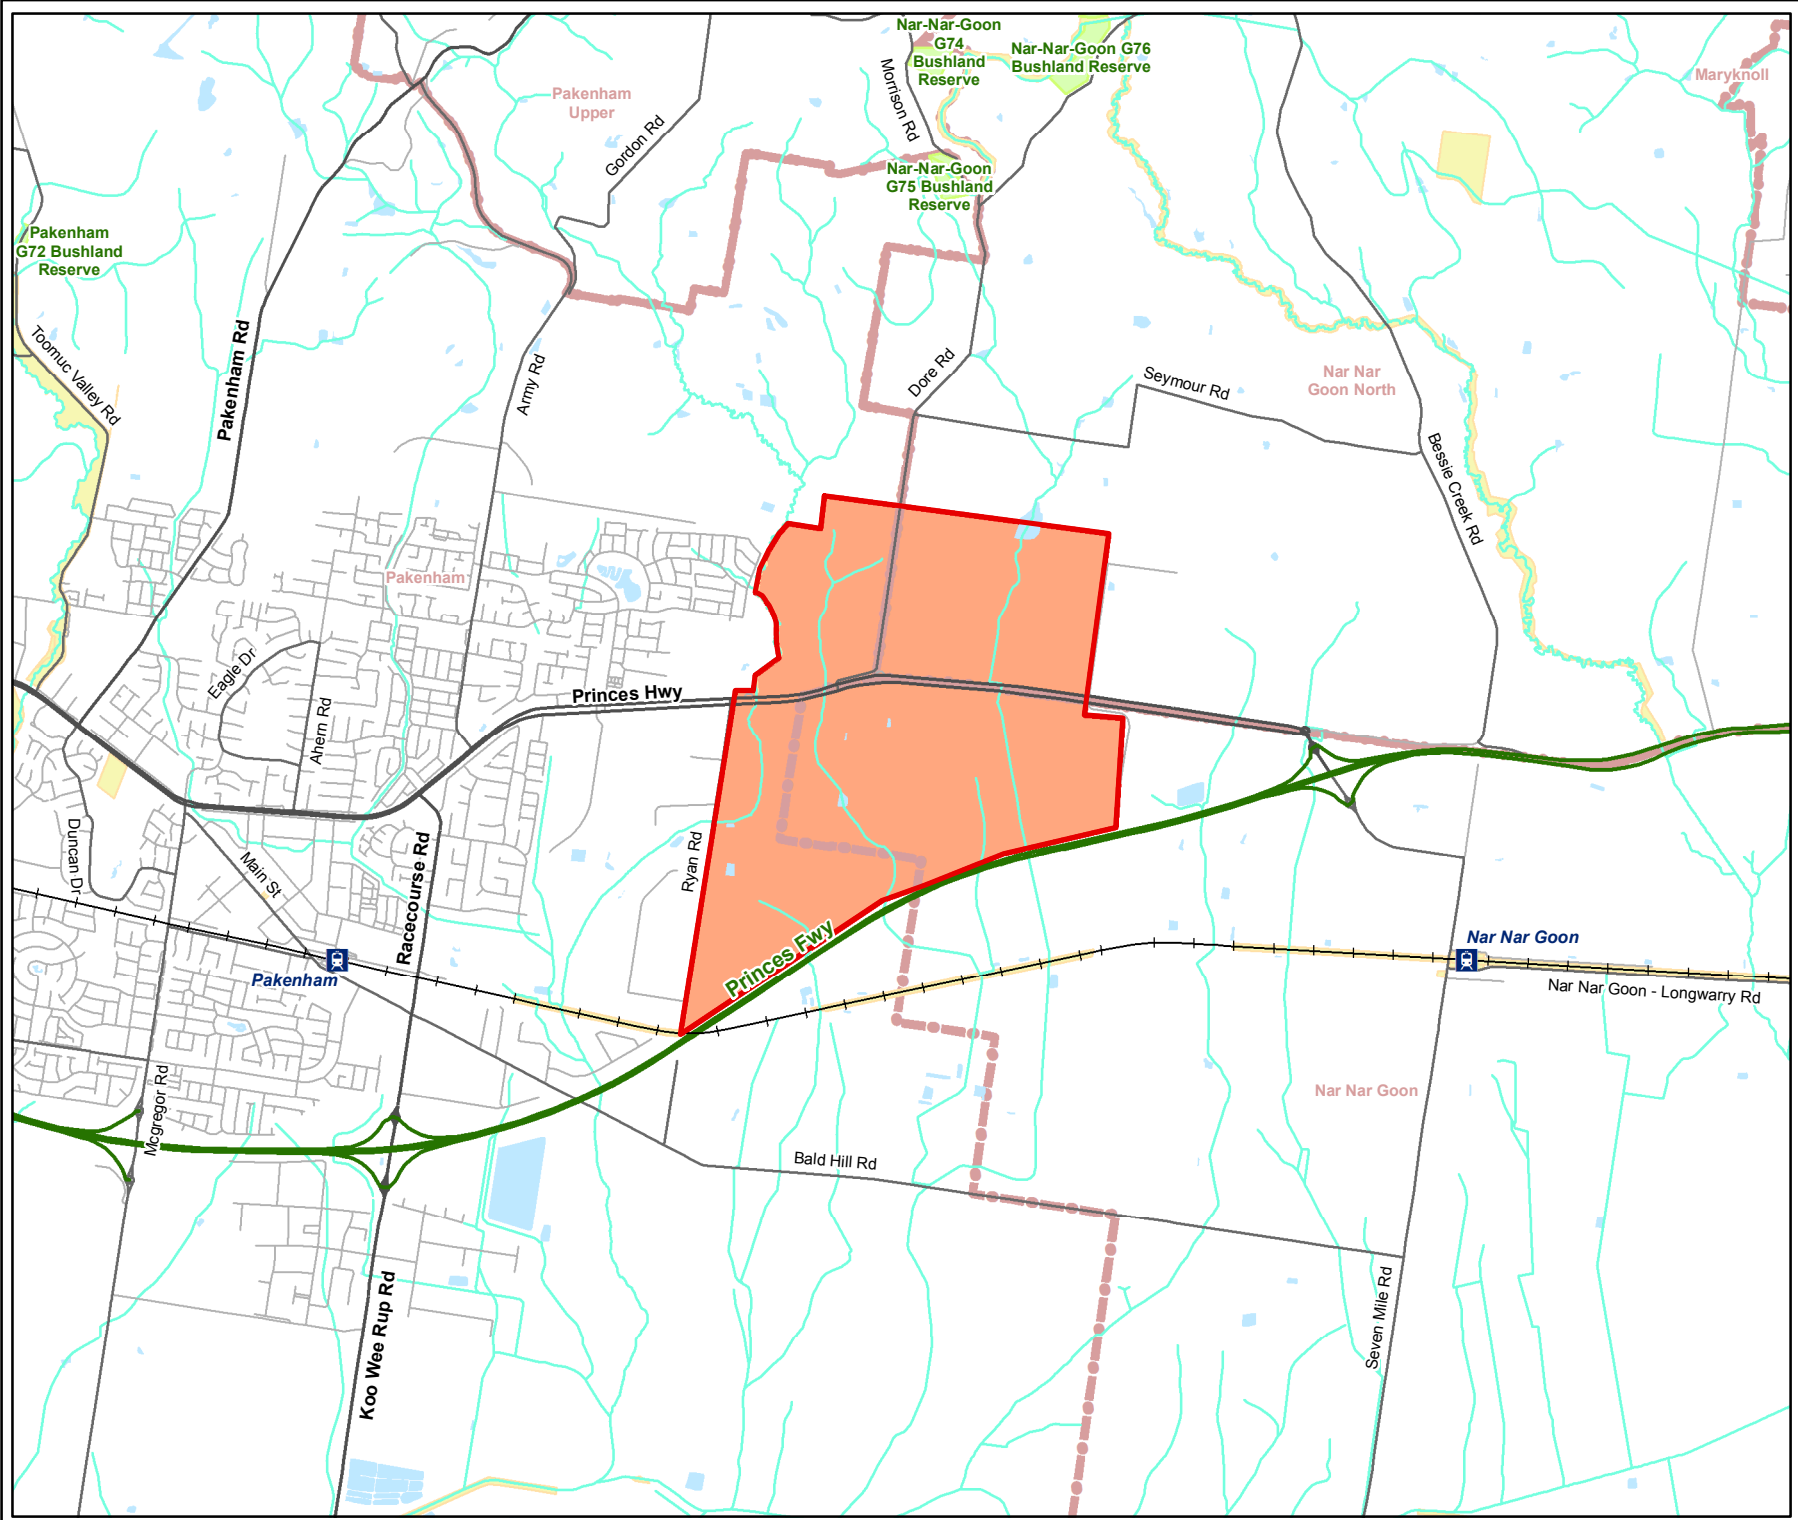 Nar-Nar-Goon
G74
Bushland
Reserve
Nar-Nar-Goon G76
Bushland Reserve
Maryknoll
Pakenham
Upper
Morrison Rd
Gordon Rd
Nar-Nar-Goon
G75 Bushland
Reserve
Pakenham
G72 Bushland
Reserve
Toomuc Valley Rd
Pakenham Rd
Army Rd
Dore Rd
Seymour Rd
Nar Nar
Goon North
Bessie Creek Rd
Pakenham
Eagle Dr
Ahern Rd
Princes Hwy
Duncan Dr
Main St
Racecourse Rd
Ryan Rd
Princes Fwy
Pakenham
Nar Nar Goon
Nar Nar Goon - Longwarry Rd
Mcgregor Rd
Nar Nar Goon
Bald Hill Rd
Koo Wee Rup Rd
Seven Mile Rd